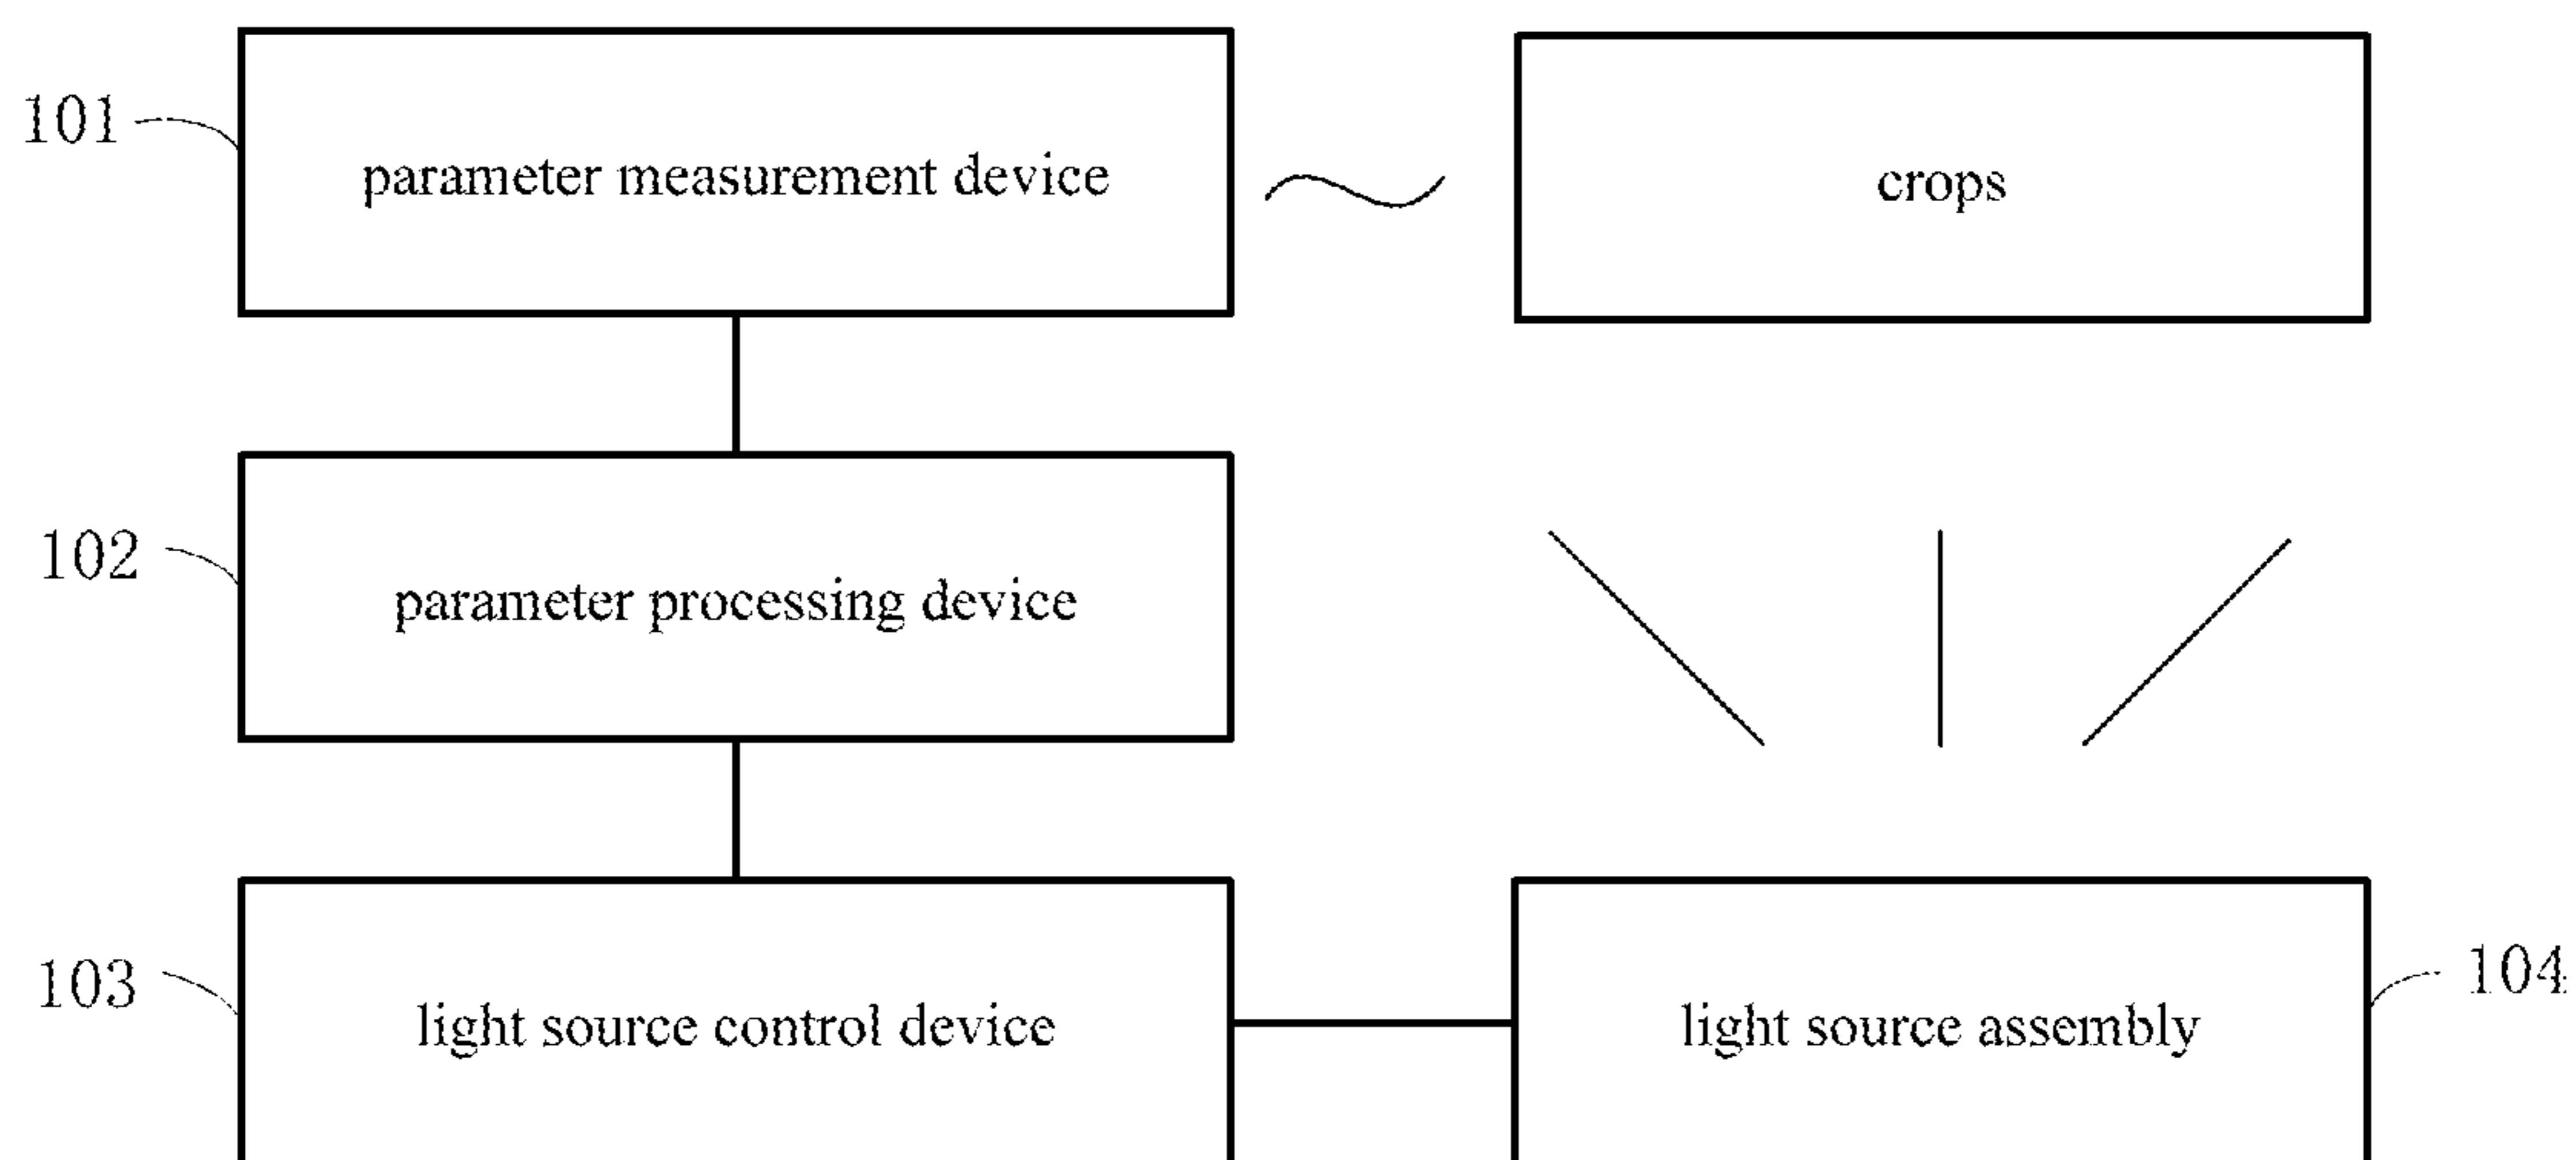 101
parameter measurement device
crops
102
parameter processing device
103
light source control device
light source assembly
104